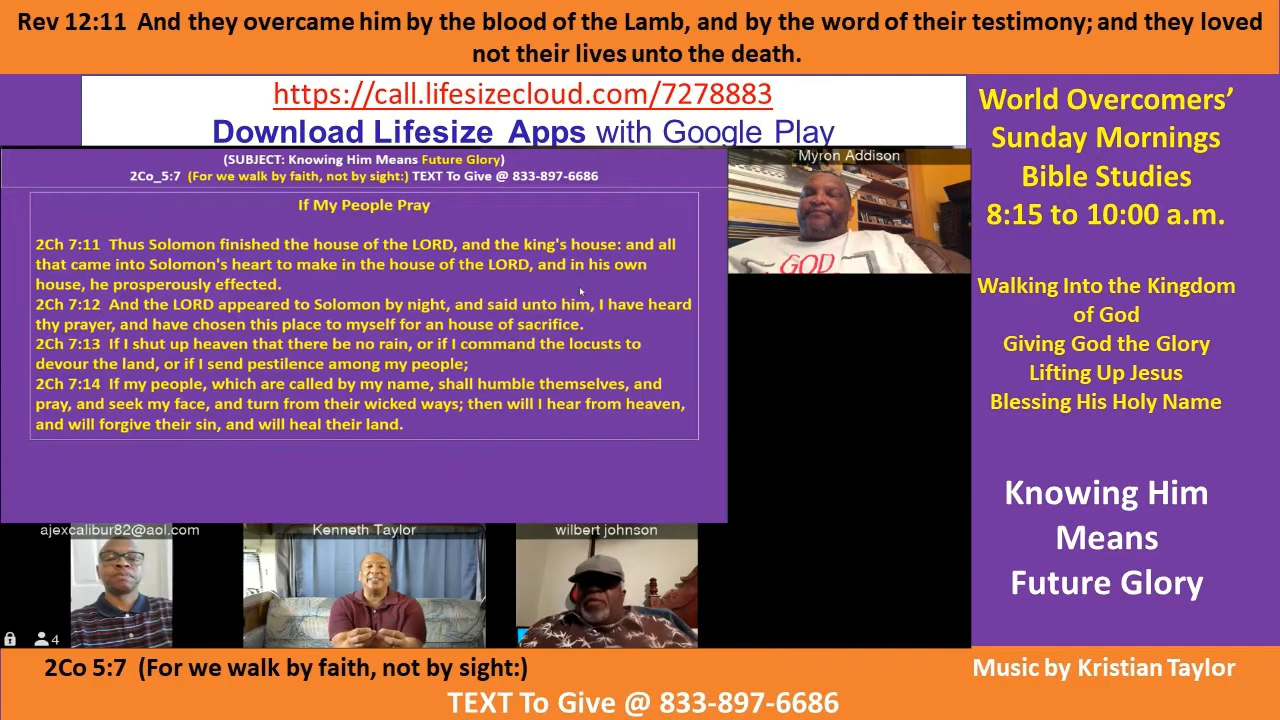 Rev 12:11  And they overcame him by the blood of the Lamb, and by the word of their testimony; and they loved
not their lives unto the death.
https://call.lifesizecloud.com/7278883
Download Lifesize Apps with Google Play
(SUBJECT: Knowing Him Means Future Glory)
2Co_5:7 (For we walk by faith, not by sight:) TEXT To Give @ 833-897-6686
If My People Pray
2Ch 7:11 Thus Solomon finished the house of the LORD, and the king's house: and all
that came into Solomon's heart to make in the house of the LORD, and in his own
house, he prosperously effected.
2Ch 7:12 And the LORD appeared to Solomon by night, and said unto him, I have heard
thy prayer, and have chosen this place to myself for an house of sacrifice.
2Ch 7:13 If I shut up heaven that there be no rain, or if I command the locusts to
devour the land, or if I send pestilence among my people;
2Ch 7:14 If my people, which are called by my name, shall humble themselves, and
pray, and seek my face, and turn from their wicked ways; then will I hear from heaven,
and will forgive their sin, and will heal their land.
Myron Addison
GOD
ajexcalibur82@aol.com
Kenneth Taylor
wilbert johnson
4
World Overcomers'
Sunday Mornings
Bible Studies
8:15 to 10:00 a.m.
Walking Into the Kingdom
of God
Giving God the Glory
Lifting Up Jesus
Blessing His Holy Name
Knowing Him
Means
Future Glory
2Co 5:7 (For we walk by faith, not by sight:)
Music by Kristian Taylor
TEXT To Give @ 833-897-6686